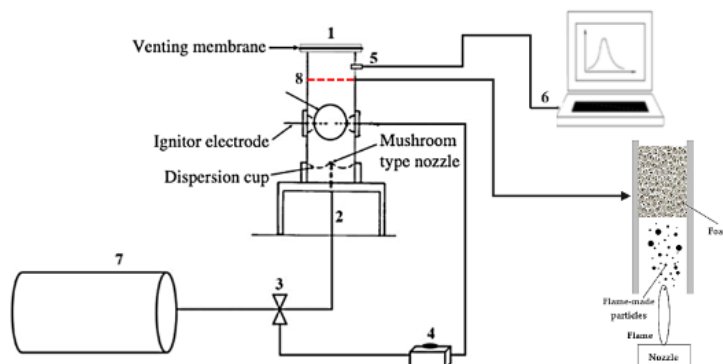 1
Venting membrane
5
8
6
Ignitor electrode
Mushroom
type nozzle
Dispersion cup
2
7
3
4
Foa
Flame-made
particles
Flame
Nozzle